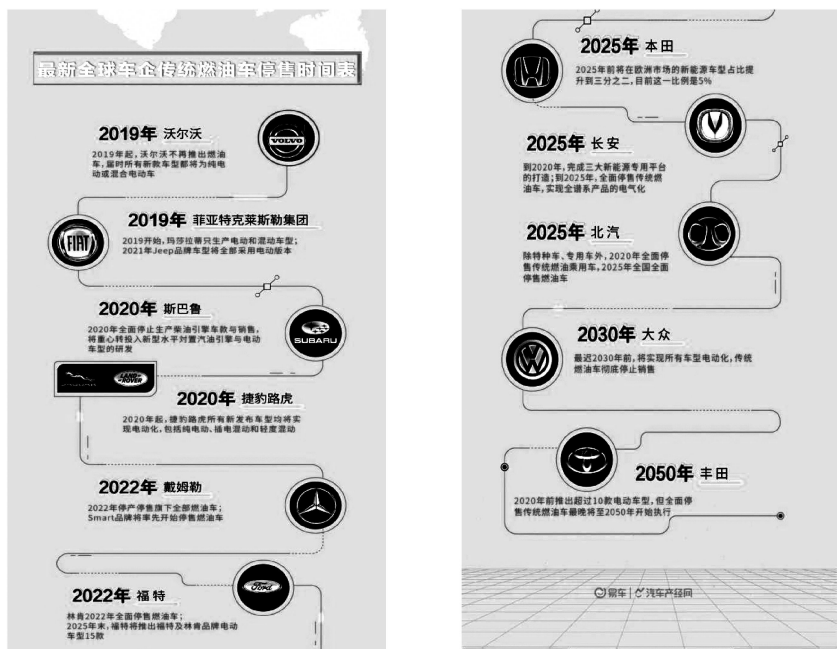 最新全球车企传统燃油车停售时间表
2019年 沃尔沃
VOLVO
2019年起，沃尔沃不再推出燃油
车，届时所有新款车型都将为纯电
动或混合电动车
2019年 菲亚特克莱斯勒集团
FIAT
2019开始，玛莎拉蒂只生产电动和混动车型；
2021年Jeep品牌车型将全部采用电动版本
2020年 斯巴鲁
2020年全面停止生产柴油引擎车款与销售，
将重心转投入新型水平对置汽油引擎与电动
车型的研发
SUBARU
LAND-
ROVER
2020年 捷豹路虎
2020年起，捷豹路虎所有新发布车型均将实
现电动化，包括纯电动、插电混动和轻度混动
2022年 戴姆勒
2022年停产停售旗下全部燃油车；
Smart品牌将率先开始停售燃油车
Ford
2022年 福特
林肯2022年全面停售燃油车；
2025年末，福特将推出福特及林肯品牌电动
车型15款
2025年 本田
2025年前将在欧洲市场的新能源车型占比提
升到三分之二，目前这一比例是5%
2025年 长安
到2020年，完成三大新能源专用平台
的打造；到2025年，全面停售传统燃
油车，实现全谱系产品的电气化
2025年 北汽
除特种车、专用车外，2020年全面停
售传统燃油乘用车，2025年全国全面
停售燃油车
2030年 大众
最迟2030年前，将实现所有车型电动化，传统
燃油车彻底停止销售
2050年 丰田
2020年前推出超过10款电动车型，但全面停
售传统燃油车最晚将至2050年开始执行
易车 | 汽车产经网